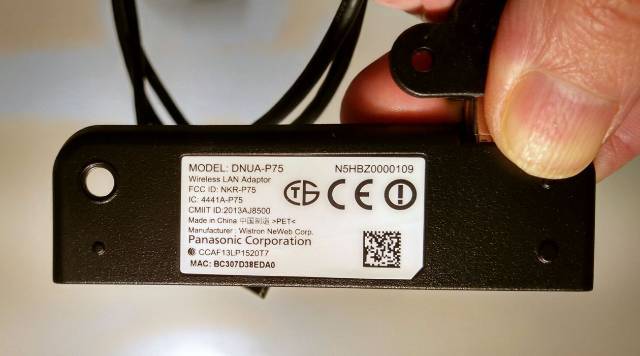 MODEL: DNUA-P75 N5HBZ0000109
Wireless LAN Adaptor
FCC ID: NKR-P75
IC: 4441A-P75
CMIIT ID:2013AJ8500
Made in China 中国制造 >PET<
Manufacturer : Wistron NeWeb Corp.
Panasonic Corporation
CCAF13LP1520T7
MAC: BC307D38EDA0